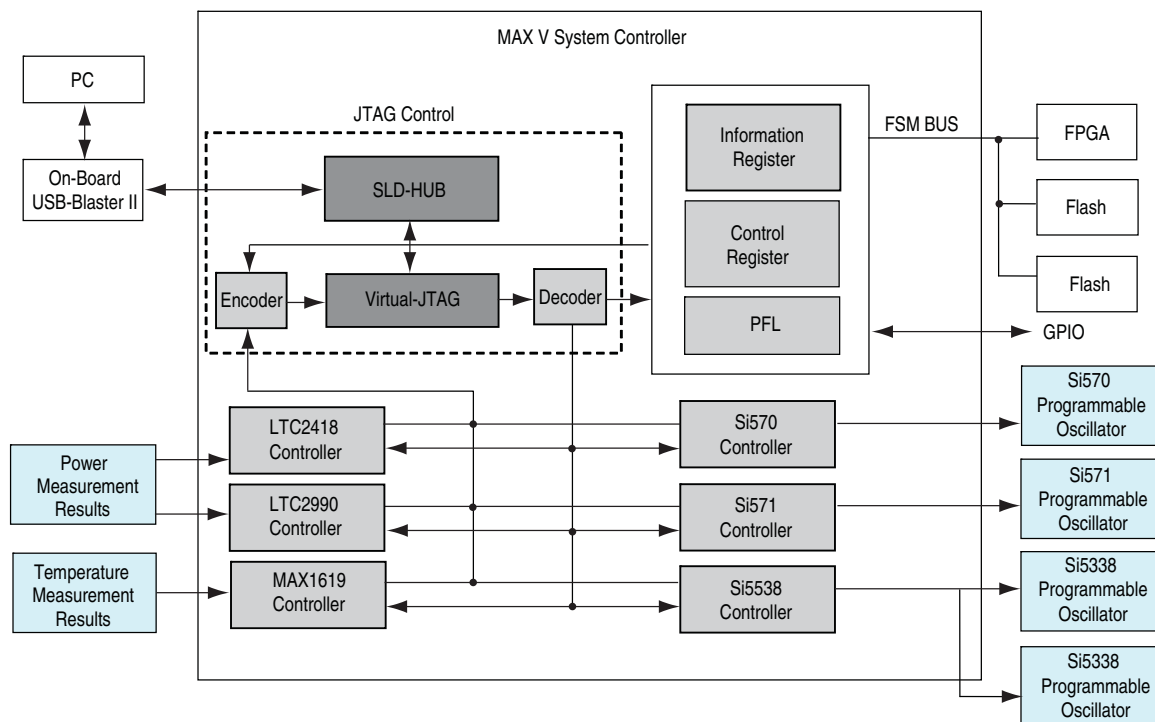 MAX V System Controller
PC
JTAG Control
On-Board
USB-Blaster II
SLD-HUB
Encoder
Virtual-JTAG
Decoder
Information
Register
Control
Register
PFL
FSM BUS
FPGA
Flash
Flash
GPIO
Power
Measurement
Results
Temperature
Measurement
Results
LTC2418
Controller
LTC2990
Controller
MAX1619
Controller
Si570
Controller
Si571
Controller
Si5538
Controller
Si570
Programmable
Oscillator
Si571
Programmable
Oscillator
Si5338
Programmable
Oscillator
Si5338
Programmable
Oscillator